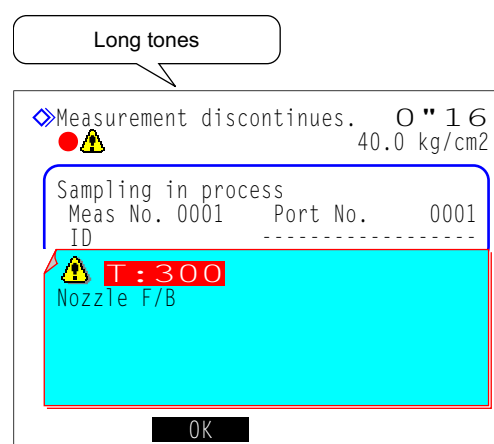 Long tones
Measurement discontinues. 0"16
40.0 kg/cm2
Sampling in process
Meas No. 0001 Port No. 0001
ID ------------------
T:300
Nozzle F/B
OK